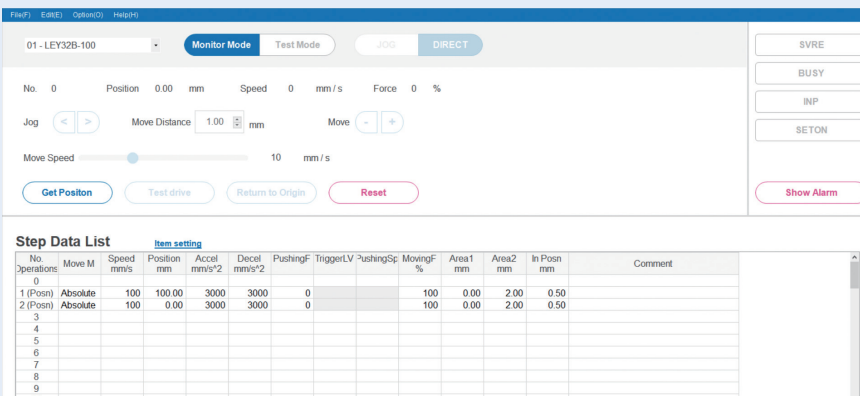 File(F) Edit(E) Option(O) Help(H)
01 - LEY32B-100 Monitor Mode Test Mode JOG DIRECT SVRE
BUSY
No. 0 Position 0.00 mm Speed 0 mm / s Force 0 %
INP
Jog < > Move Distance 1.00 mm Move - +
SETON
Move Speed 10 mm / s
Get Positon Test drive Return to Origin Reset Show Alarm
Step Data List Item setting
No. Operations Move M Speed mm/s Position mm Accel mm/s^2 Decel mm/s^2 PushingF TriggerLV PushingSp MovingF % Area1 mm Area2 mm In Posn mm Comment
0
1 (Posn) Absolute 100 100.00 3000 3000 0 100 0.00 2.00 0.50
2 (Posn) Absolute 100 0.00 3000 3000 0 100 0.00 2.00 0.50
3
4
5
6
7
8
9